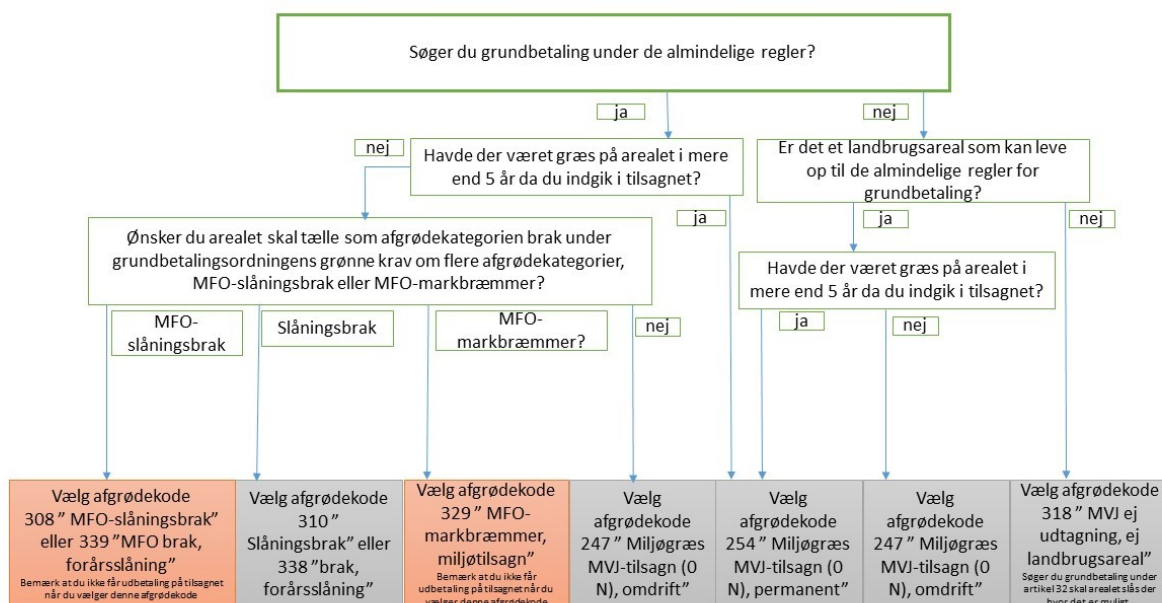 Søger du grundbetaling under de almindelige regler?
ja
nej
nej
Havde der været græs på arealet i mere
end 5 år da du indgik i tilsagnet?
Er det et landbrugsareal som kan leve
op til de almindelige regler for
grundbetaling?
ja
ja
nej
Ønsker du arealet skal tælle som afgrødekategorien brak under
grundbetalingsordningens grønne krav om flere afgrødekategorier,
MFO-slåningsbrak eller MFO-markbræmmer?
Havde der været græs på arealet i
mere end 5 år da du indgik i tilsagnet?
MFO-
slåningsbrak
Slåningsbrak
MFO-
markbræmmer?
nej
ja
nej
Vælg afgrødekode
308 ” MFO-slåningsbrak”
eller 339 ”MFO brak,
forårsslåning”
Bemærk at du ikke får udbetaling på tilsagnet
når du vælger denne afgrødekode
Vælg afgrødekode
310 ”
Slåningsbrak” eller
338 ”brak,
forårsslåning”
Vælg afgrødekode
329 ” MFO-
markbræmmer,
miljøtilsagn”
Bemærk at du ikke får
udbetaling på tilsagnet når du
vælger denne afgrødekode
Vælg
afgrødekode
247 ” Miljøgræs
MVJ-tilsagn (0
N), omdrift”
Vælg
afgrødekode
254 ” Miljøgræs
MVJ-tilsagn (0
N), permanent”
Vælg
afgrødekode
247 ” Miljøgræs
MVJ-tilsagn (0
N), omdrift”
Vælg afgrødekode
318 ” MVJ ej
udtagning, ej
landbrugsareal”
Søger du grundbetaling under
artikel 32 skal arealet slås der
hvor det er muligt